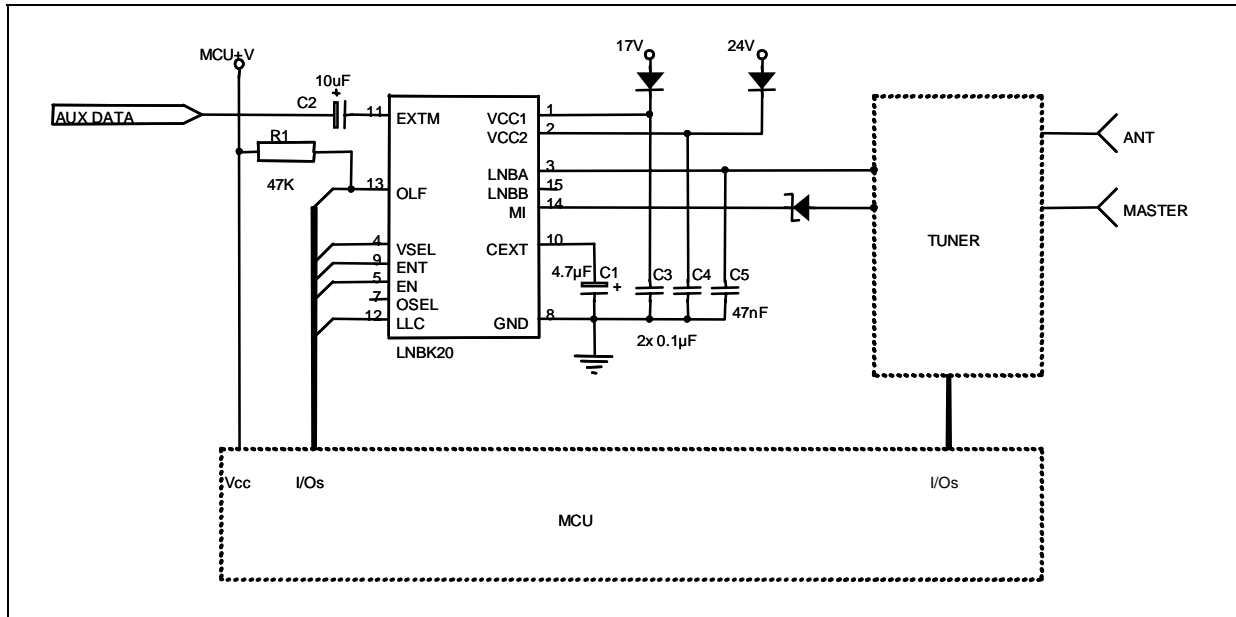 MCU+V
17V
24V
10uF
+
C2
AUX DATA
11
EXTM
VCC1
1
VCC2
2
ANT
R1
47K
LNBA
3
LNBB
15
13
OLF
MI
14
MASTER
TUNER
4
VSEL
CEXT
10
9
ENT
4.7µF
C1
+
C3
C4
C5
5
EN
7
OSEL
47nF
12
LLC
GND
8
2x 0.1µF
LNBK20
Vcc
I/Os
I/Os
MCU